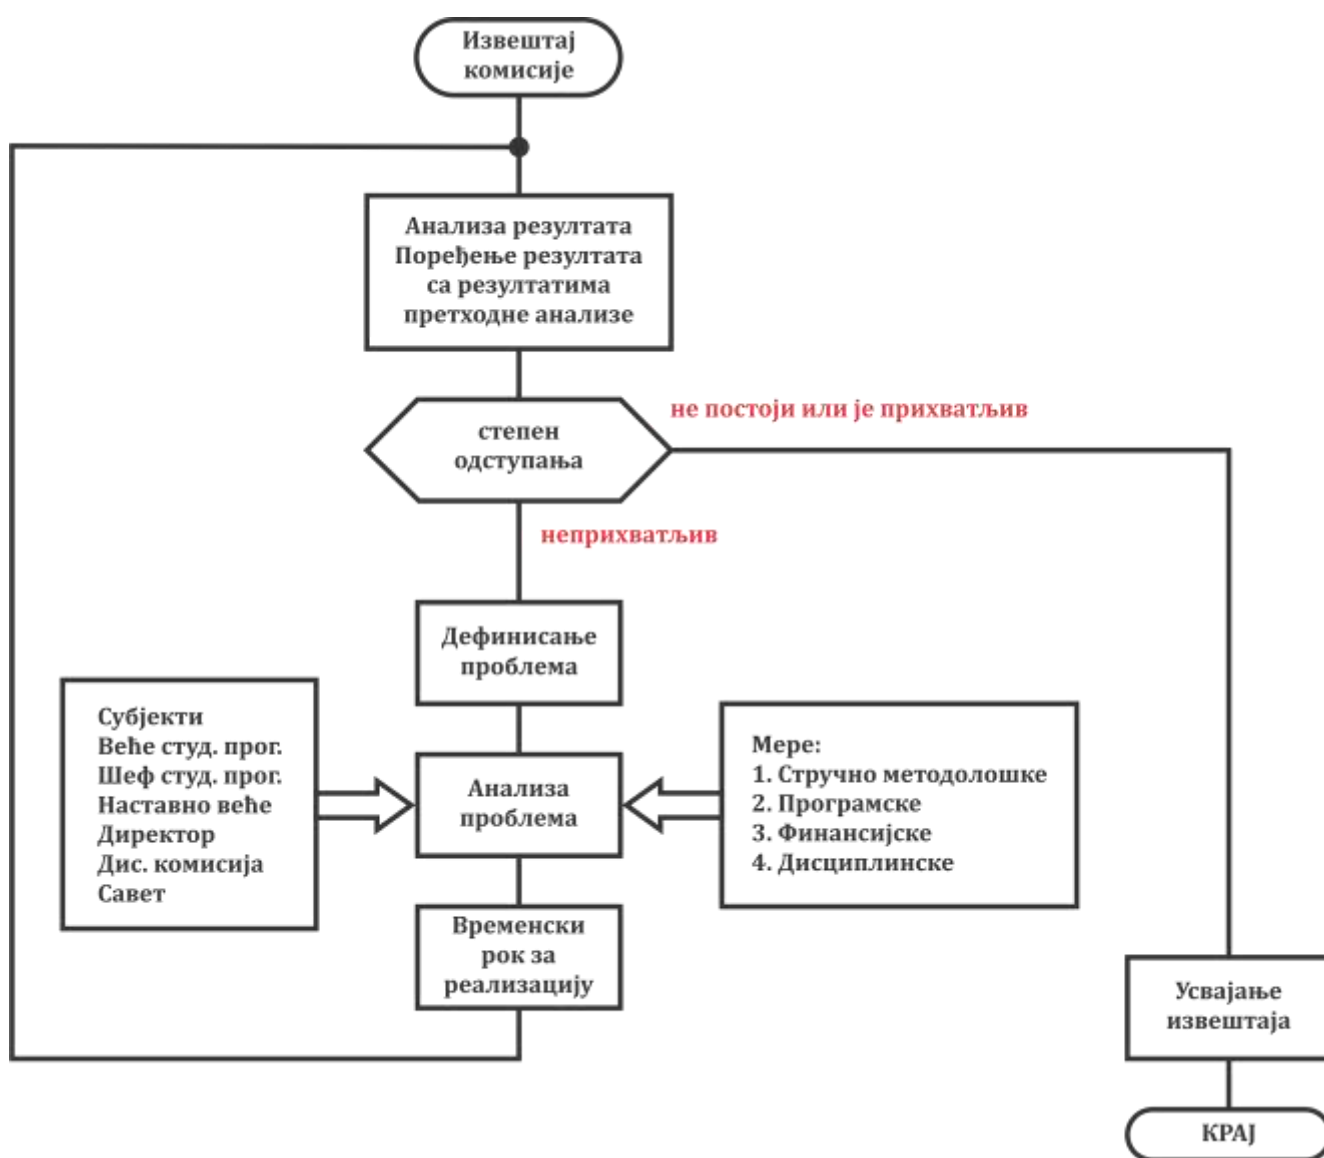 Извештај
комисије
Анализа резултата
Поређење резултата
са резултатима
претходне анализе
степен
одступања
не постоји или је прихватљив
неприхватљив
Дефинисање
проблема
Субјекти
Веће студ. прог.
Шеф студ. прог.
Наставно веће
Директор
Дис. комисија
Савет
Анализа
проблема
Мере:
1. Стручно методолошке
2. Програмске
3. Финансијске
4. Дисциплинске
Временски
рок за
реализацију
Усвајање
извештаја
КРАЈ